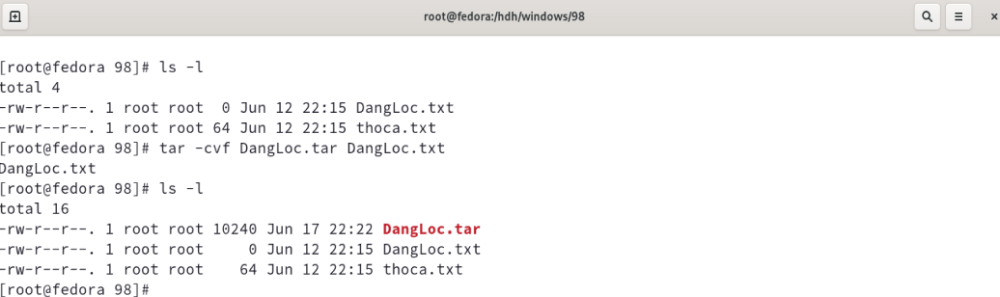 root@fedora:/hdh/windows/98
[root@fedora 98]# ls -l
total 4
-rw-r--r--. 1 root root  0 Jun 12 22:15 DangLoc.txt
-rw-r--r--. 1 root root 64 Jun 12 22:15 thoca.txt
[root@fedora 98]# tar -cvf DangLoc.tar DangLoc.txt
DangLoc.txt
[root@fedora 98]# ls -l
total 16
-rw-r--r--. 1 root root 10240 Jun 17 22:22 DangLoc.tar
-rw-r--r--. 1 root root     0 Jun 12 22:15 DangLoc.txt
-rw-r--r--. 1 root root    64 Jun 12 22:15 thoca.txt
[root@fedora 98]#